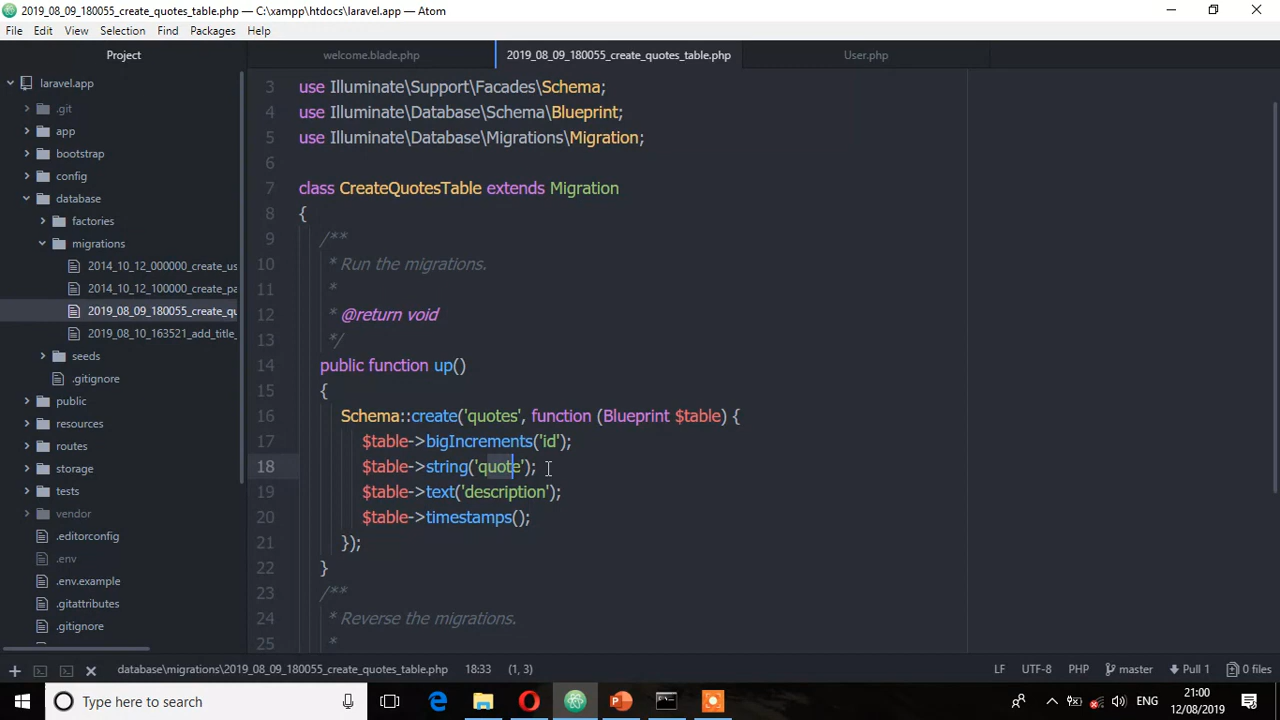 2019_08_09_180055_create_quotes_table.php — C:\xampp\htdocs\laravel.app — Atom
File Edit View Selection Find Packages Help
Project
welcome.blade.php
2019_08_09_180055_create_quotes_table.php
User.php
laravel.app
.git
app
bootstrap
config
database
factories
migrations
2014_10_12_000000_create_us
2014_10_12_100000_create_pa
2019_08_09_180055_create_qu
2019_08_10_163521_add_title_
seeds
.gitignore
public
resources
routes
storage
tests
vendor
.editorconfig
.env
.env.example
.gitattributes
.gitignore
3 use Illuminate\Support\Facades\Schema;
4 use Illuminate\Database\Schema\Blueprint;
5 use Illuminate\Database\Migrations\Migration;
6
7 class CreateQuotesTable extends Migration
8 {
9 /**
10 * Run the migrations.
11 *
12 * @return void
13 */
14 public function up()
15 {
16 Schema::create('quotes', function (Blueprint $table) {
17 $table->bigIncrements('id');
18 $table->string('quote');
19 $table->text('description');
20 $table->timestamps();
21 });
22 }
23 /**
24 * Reverse the migrations.
25 *
database\migrations\2019_08_09_180055_create_quotes_table.php 18:33 (1, 3)
LF UTF-8 PHP master Pull 1 0 files
Type here to search
ENG
21:00
12/08/2019